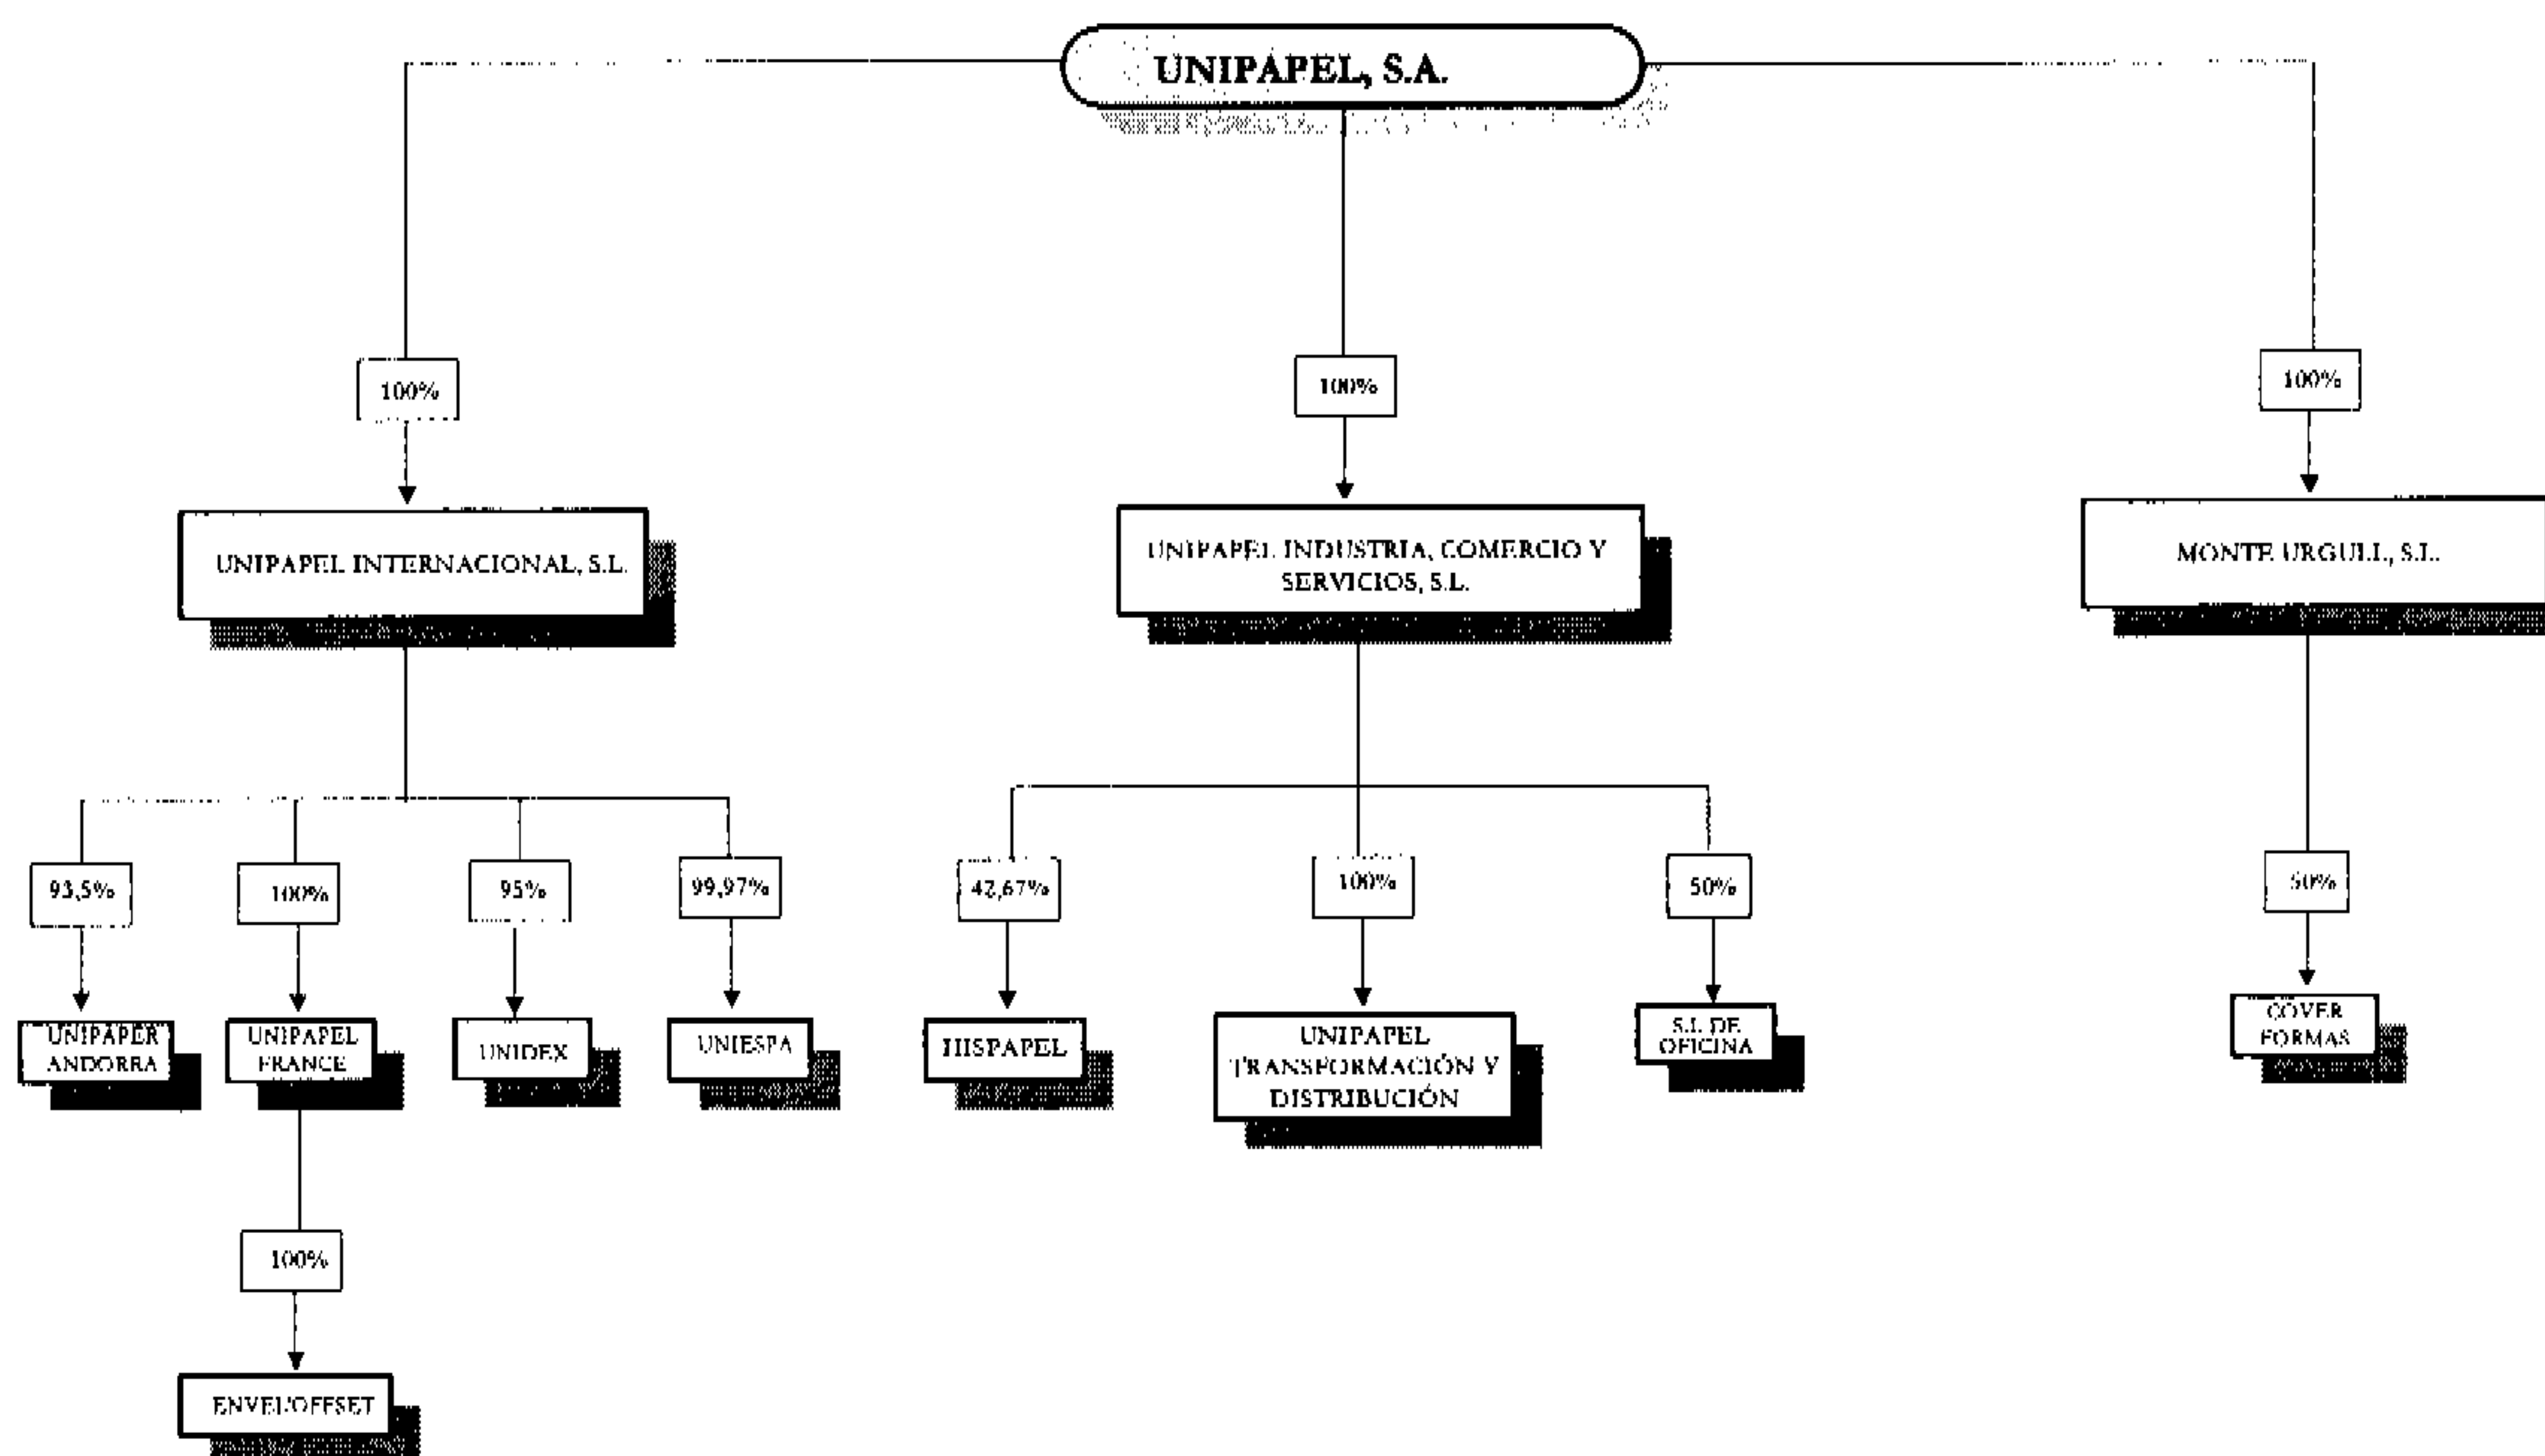 UNIPAPEL, S.A.
100%
100%
100%
UNIPAPEL INTERNACIONAL, S.L.
UNIPAPEL INDUSTRIA, COMERCIO Y
SERVICIOS, S.L.
MONTE URGULL, S.L.
93,5%
100%
95%
99,97%
42,67%
100%
50%
50%
UNIPAPER
ANDORRA
UNIPAPEL
FRANCE
UNIDEX
UNIESPA
HISPAPEL
UNIPAPEL
TRANSFORMACIÓN Y
DISTRIBUCIÓN
S.I. DE
OFICINA
COVER
FORMAS
100%
ENVEL'OFFSET